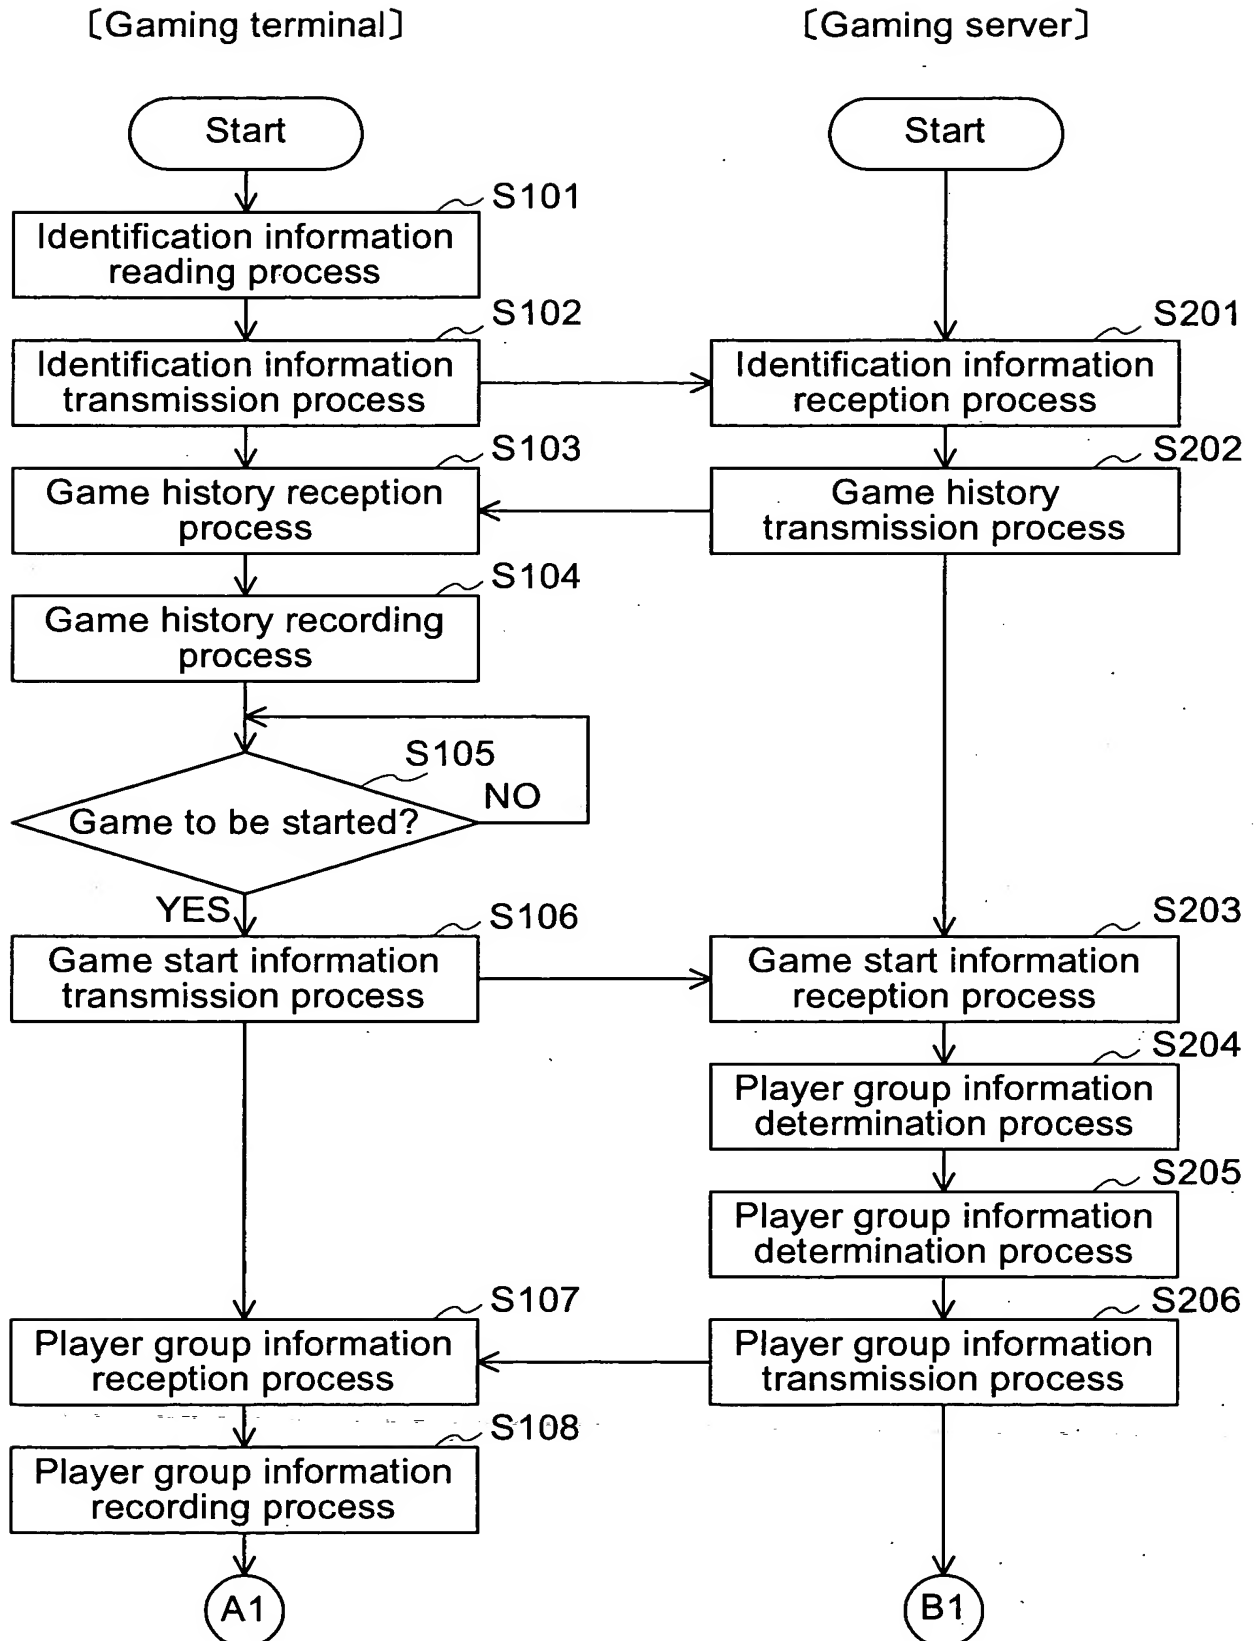 [Gaming terminal]
[Gaming server]
Start
Start
S101
Identification information
reading process
S102
Identification information
transmission process
S201
Identification information
reception process
S103
Game history reception
process
S202
Game history
transmission process
S104
Game history recording
process
S105
Game to be started?
NO
YES
S106
Game start information
transmission process
S203
Game start information
reception process
S204
Player group information
determination process
S205
Player group information
determination process
S107
Player group information
reception process
S206
Player group information
transmission process
S108
Player group information
recording process
A1
B1